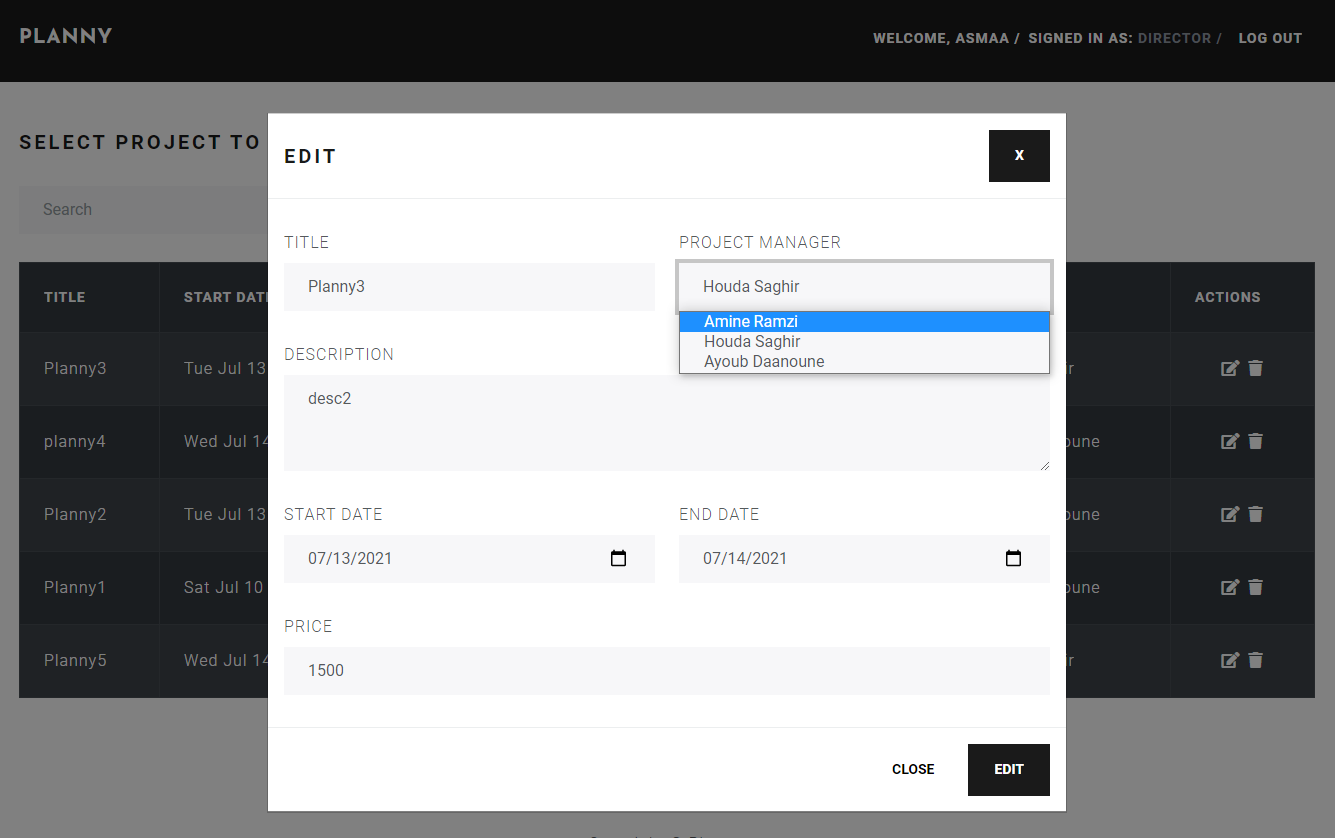 PLANNY
WELCOME, ASMAA / SIGNED IN AS: DIRECTOR / LOG OUT
SELECT PROJECT TO
EDIT
X
Search
TITLE
PROJECT MANAGER
Planny3
Houda Saghir
Amine Ramzi
Houda Saghir
Ayoub Daanoune
DESCRIPTION
desc2
START DATE
END DATE
07/13/2021
07/14/2021
PRICE
1500
CLOSE
EDIT
TITLE START DAT ACTIONS
Planny3 Tue Jul 13
planny4 Wed Jul 14
Planny2 Tue Jul 13
Planny1 Sat Jul 10
Planny5 Wed Jul 14